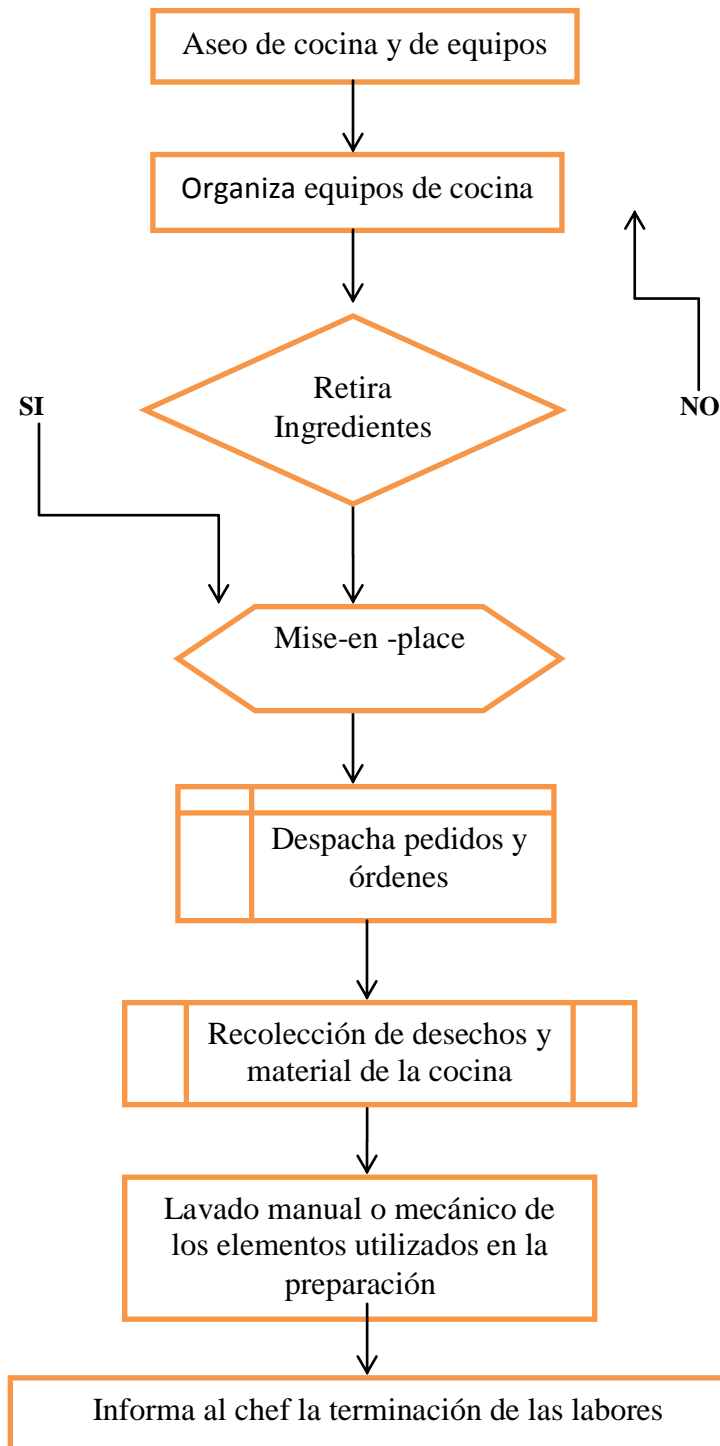 Aseo de cocina y de equipos
Organiza equipos de cocina
Retira
Ingredientes
SI
NO
Mise-en -place
Despacha pedidos y
órdenes
Recolección de desechos y
material de la cocina
Lavado manual o mecánico de
los elementos utilizados en la
preparación
Informa al chef la terminación de las labores